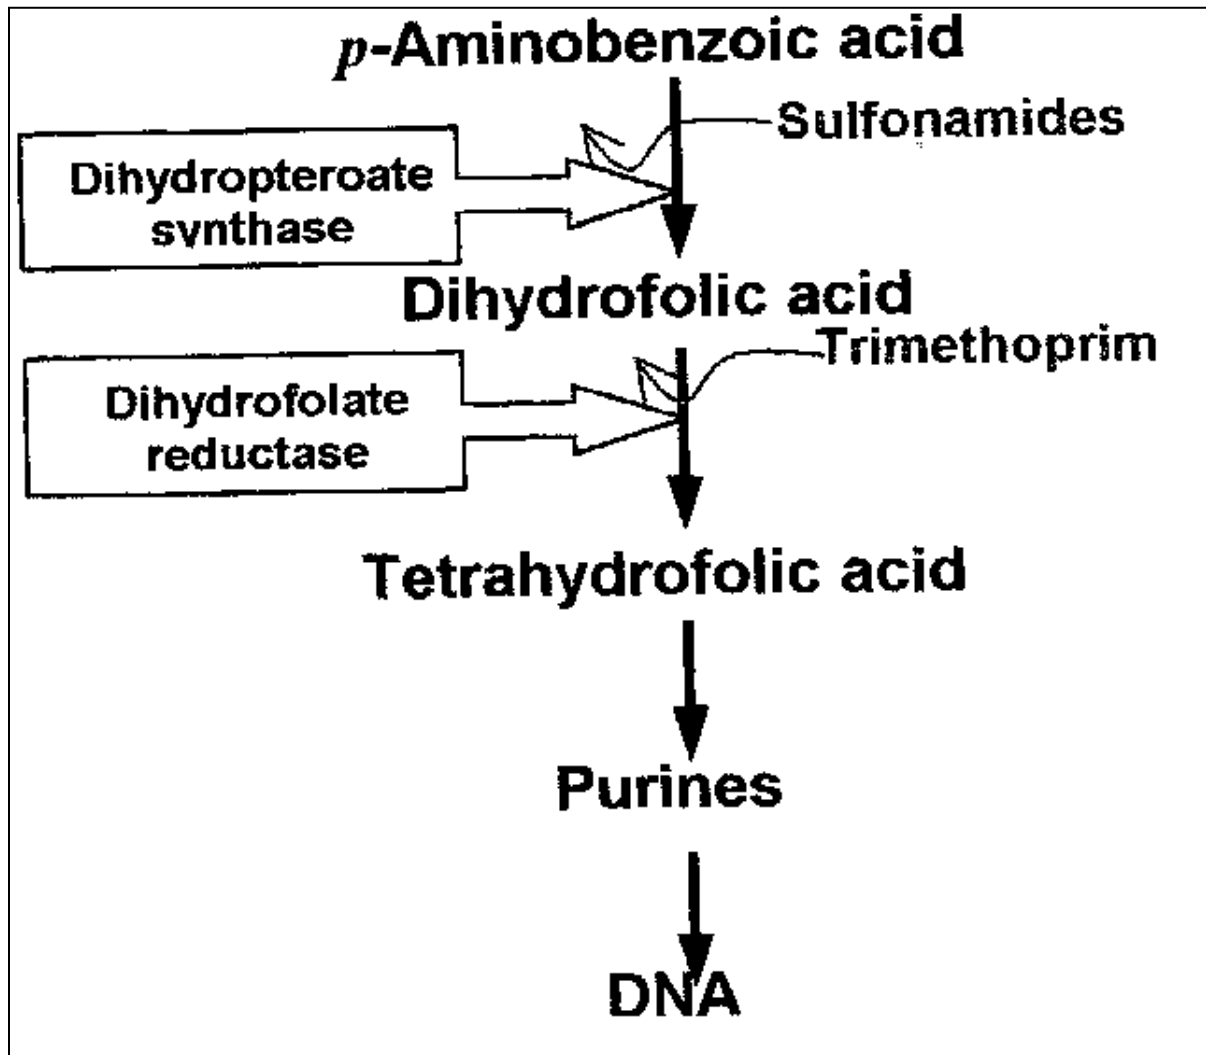 p-Aminobenzoic acid
Sulfonamides
Dihydropteroate
synthase
Dihydrofolic acid
Trimethoprim
Dihydrofolate
reductase
Tetrahydrofolic acid
Purines
DNA